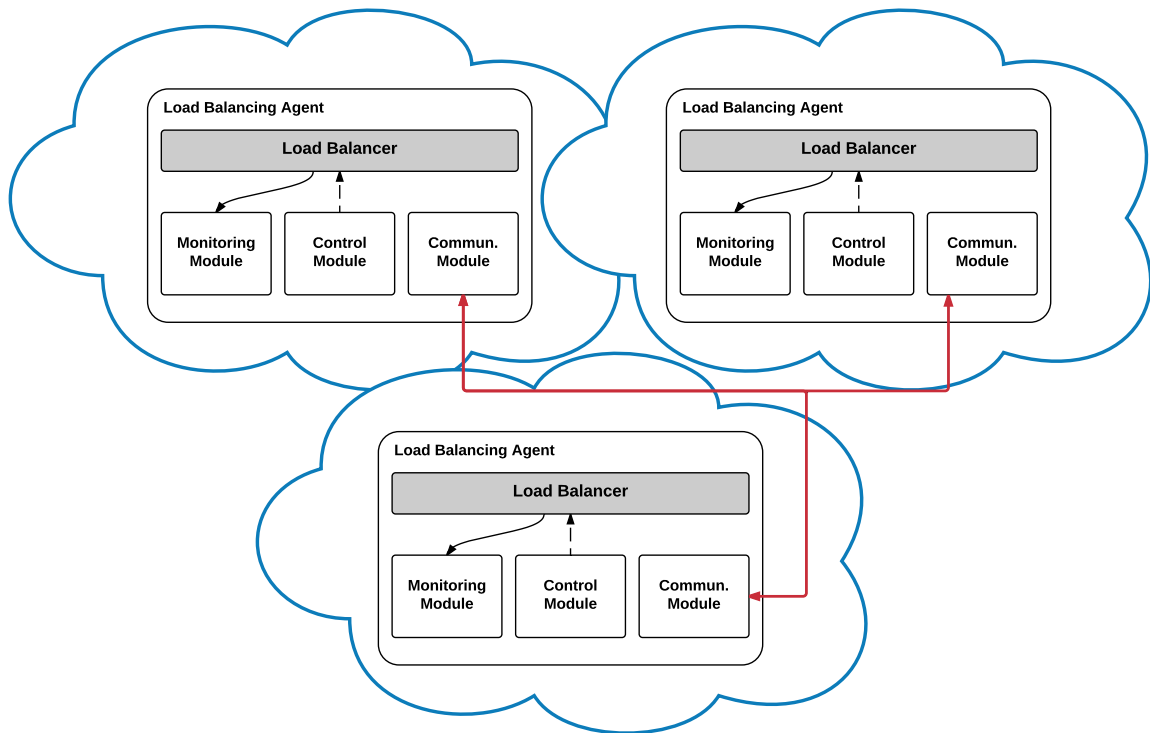 Load Balancing Agent
Load Balancer
Monitoring
Module
Control
Module
Commun.
Module
Load Balancing Agent
Load Balancer
Monitoring
Module
Control
Module
Commun.
Module
Load Balancing Agent
Load Balancer
Monitoring
Module
Control
Module
Commun.
Module